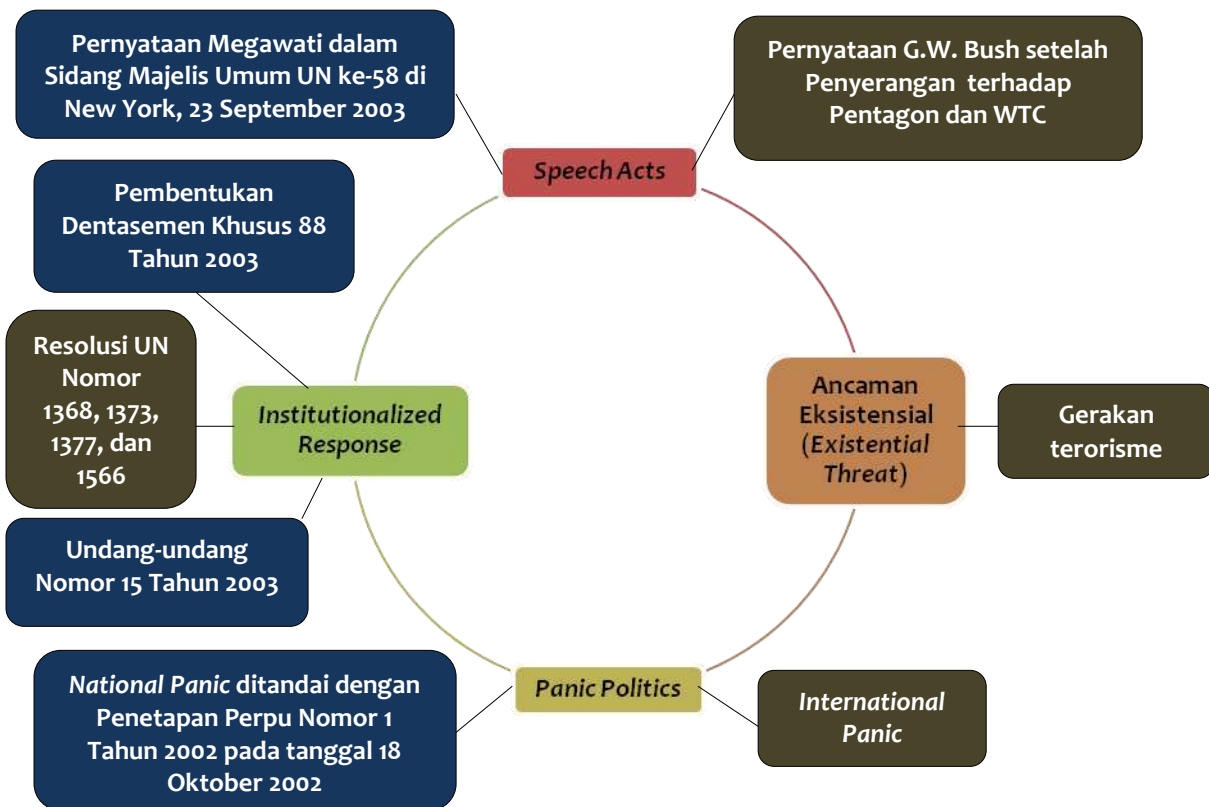 Pernyataan Megawati dalam
Sidang Majelis Umum UN ke-58 di
New York, 23 September 2003
Pernyataan G.W. Bush setelah
Penyerangan terhadap
Pentagon dan WTC
Speech Acts
Pembentukan
Dentasemen Khusus 88
Tahun 2003
Resolusi UN
Nomor
1368, 1373,
1377, dan
1566
Institutionalized
Response
Ancaman
Eksistensial
(Existential
Threat)
Gerakan
terorisme
Undang-undang
Nomor 15 Tahun 2003
National Panic ditandai dengan
Penetapan Perpu Nomor 1
Tahun 2002 pada tanggal 18
Oktober 2002
Panic Politics
International
Panic